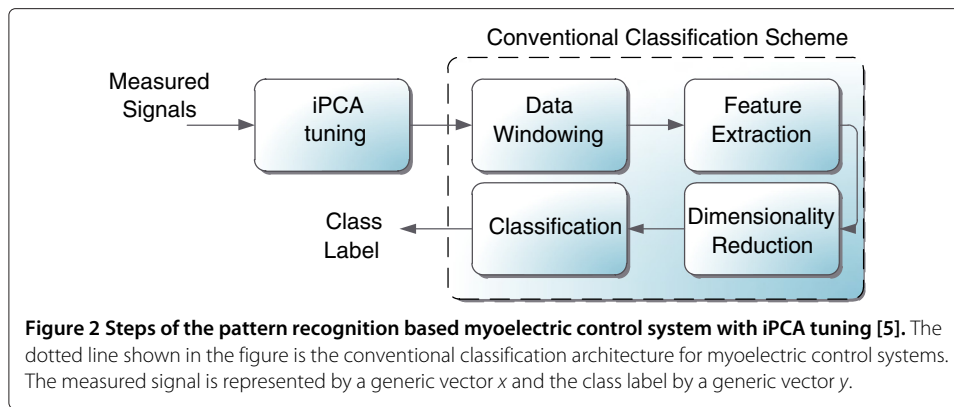 Conventional Classification Scheme
Measured
Signals
iPCA
tuning
Data
Windowing
Feature
Extraction
Class
Label
Classification
Dimensionality
Reduction
Figure 2 Steps of the pattern recognition based myoelectric control system with iPCA tuning [5]. The
dotted line shown in the figure is the conventional classification architecture for myoelectric control systems.
The measured signal is represented by a generic vector x and the class label by a generic vector y.